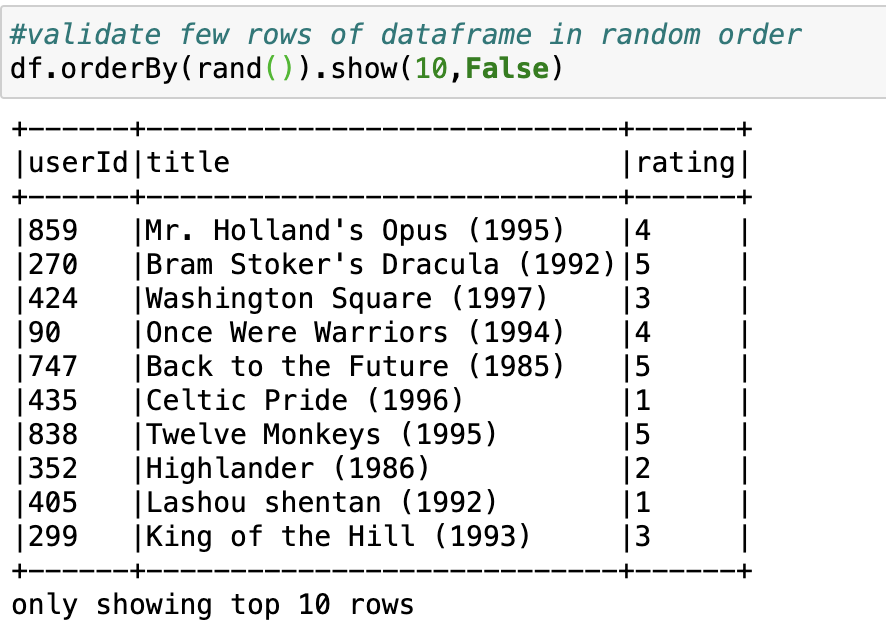 #validate few rows of dataframe in random order
df.orderBy(rand()).show(10,False)
+------+----------------------------+------+
|userId|title                       |rating|
+------+----------------------------+------+
|859   |Mr. Holland's Opus (1995)   |4     |
|270   |Bram Stoker's Dracula (1992)|5     |
|424   |Washington Square (1997)    |3     |
|90    |Once Were Warriors (1994)   |4     |
|747   |Back to the Future (1985)   |5     |
|435   |Celtic Pride (1996)         |1     |
|838   |Twelve Monkeys (1995)       |5     |
|352   |Highlander (1986)           |2     |
|405   |Lashou shentan (1992)       |1     |
|299   |King of the Hill (1993)     |3     |
+------+----------------------------+------+
only showing top 10 rows